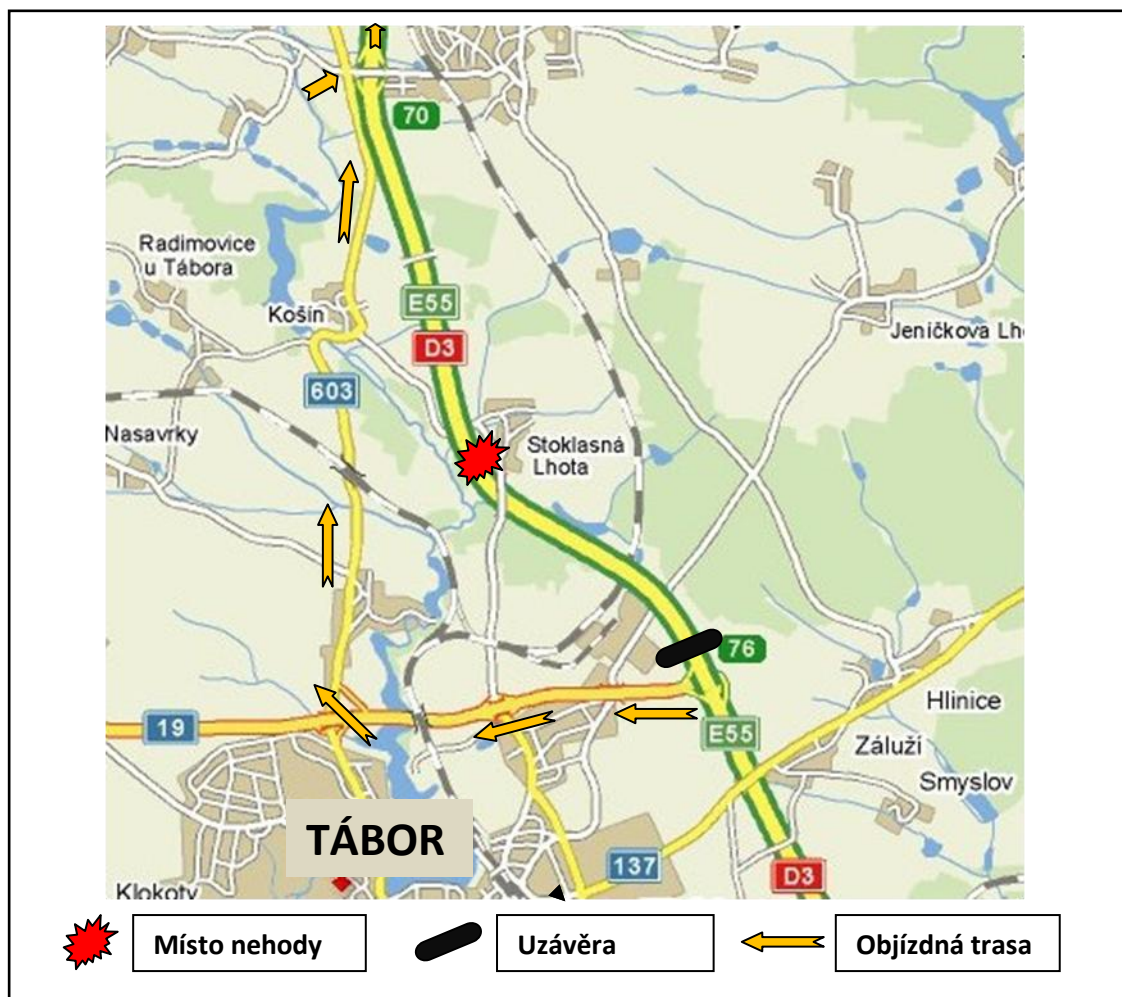 70
Radimovice
u Tábora
Košín
E55
D3
Jeníčkova Lh
603
Nasavrky
Stoklasná
Lhota
76
Hlinice
19
E55
Záluží
Smyslov
TÁBOR
137
D3
Klokoty
Místo nehody
Uzávěra
Objízdná trasa